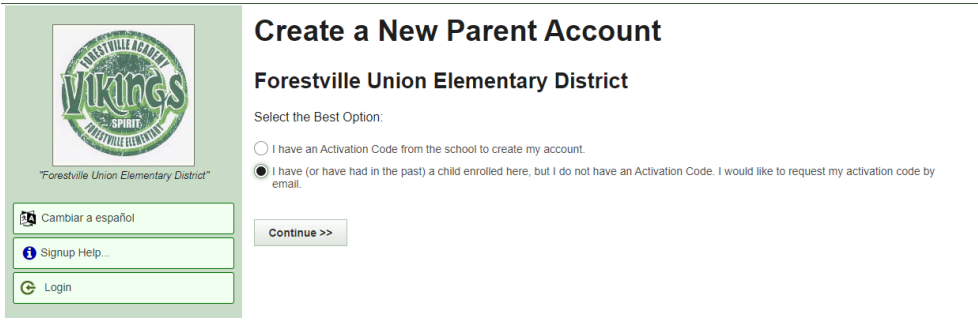 Create a New Parent Account
Forestville Union Elementary District
Select the Best Option:
I have an Activation Code from the school to create my account.
I have (or have had in the past) a child enrolled here, but I do not have an Activation Code. I would like to request my activation code by
email.
Continue >>
FORESTVILLE ACADEMY
VIKINGS
SPIRIT
FORESTVILLE ELEMENTARY
"Forestville Union Elementary District"
Cambiar a español
Signup Help...
Login